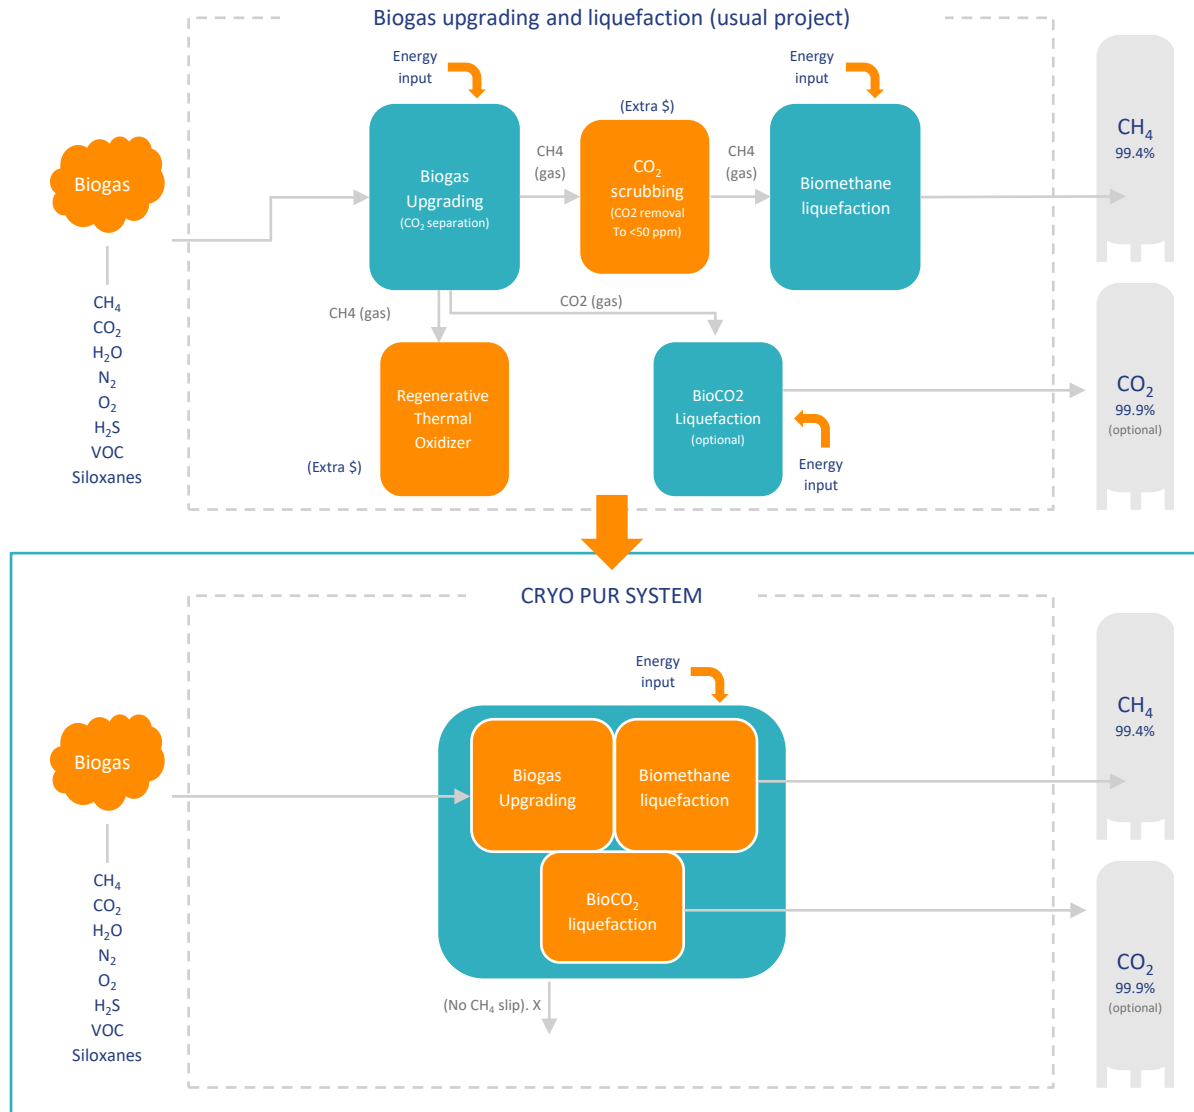 Biogas upgrading and liquefaction (usual project)
Energy
input
Energy
input
(Extra $)
CH₄
99.4%
Biogas
Biogas
Upgrading
(CO₂ separation)
CH4
(gas)
CO₂
scrubbing
(CO2 removal
To <50 ppm)
CH4
(gas)
Biomethane
liquefaction
CH₄
CO₂
H₂O
N₂
O₂
H₂S
VOC
Siloxanes
CH4 (gas)
CO2 (gas)
Regenerative
Thermal
Oxidizer
(Extra $)
BioCO2
Liquefaction
(optional)
Energy
input
CO₂
99.9%
(optional)
CRYO PUR SYSTEM
Energy
input
CH₄
99.4%
Biogas
Biogas
Upgrading
Biomethane
liquefaction
BioCO₂
liquefaction
CH₄
CO₂
H₂O
N₂
O₂
H₂S
VOC
Siloxanes
(No CH₄ slip). X
CO₂
99.9%
(optional)